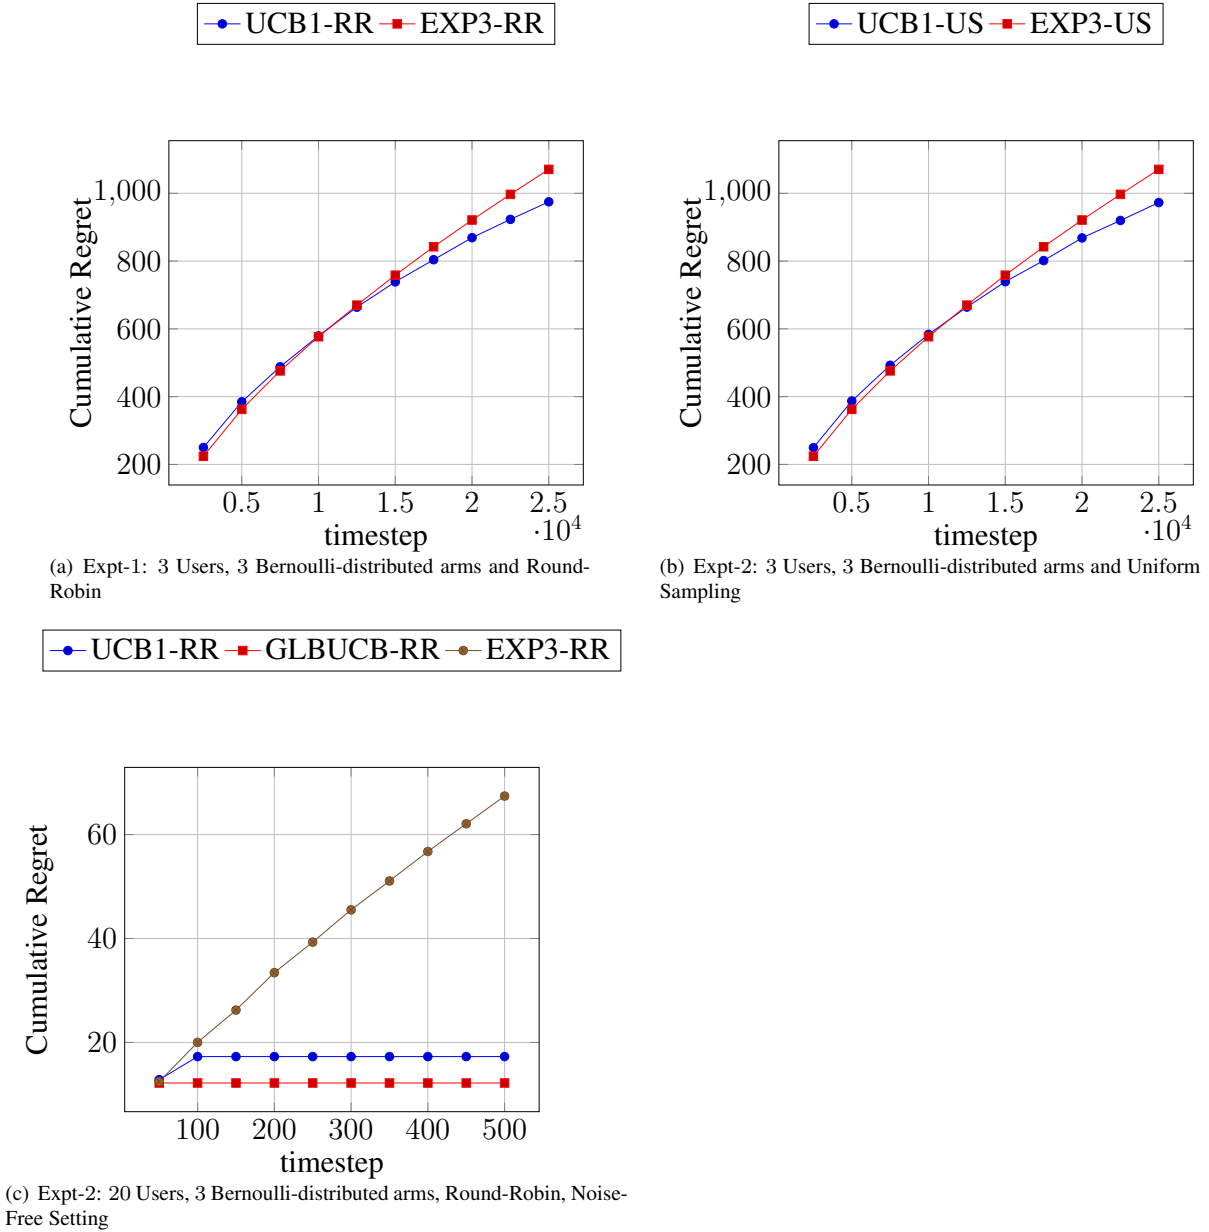 UCB1-RR EXP3-RR
1,000
800
600
400
200
Cumulative Regret
0.5 1 1.5 2 2.5
·10⁴
timestep
(a) Expt-1: 3 Users, 3 Bernoulli-distributed arms and Round-
Robin
UCB1-US EXP3-US
1,000
800
600
400
200
Cumulative Regret
0.5 1 1.5 2 2.5
·10⁴
timestep
(b) Expt-2: 3 Users, 3 Bernoulli-distributed arms and Uniform
Sampling
UCB1-RR GLBUCB-RR EXP3-RR
60
40
20
Cumulative Regret
100 200 300 400 500
timestep
(c) Expt-2: 20 Users, 3 Bernoulli-distributed arms, Round-Robin, Noise-
Free Setting